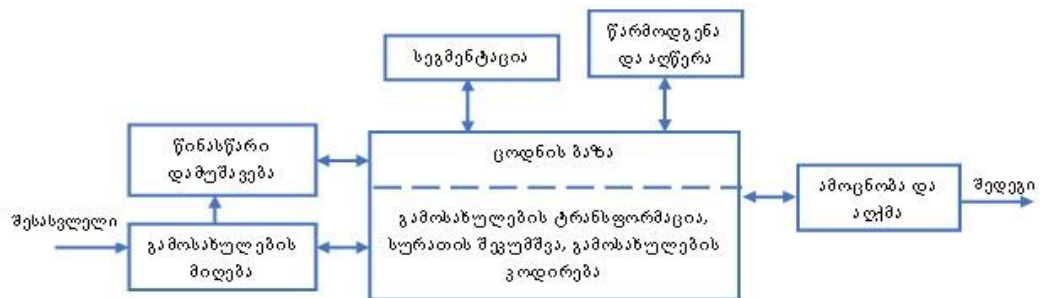 სეგმენტაცია
წარმოდგენა
და აღწერა
წინასწარი
დამუშავება
ცოდნის ბაზა
შესასვლელი
გამოსახულების
მიღება
გამოსახულების ტრანსფორმაცია,
სურათის შეკუმშვა, გამოსახულების
კოდირება
ამოცნობა და
აღქმა
შედეგი